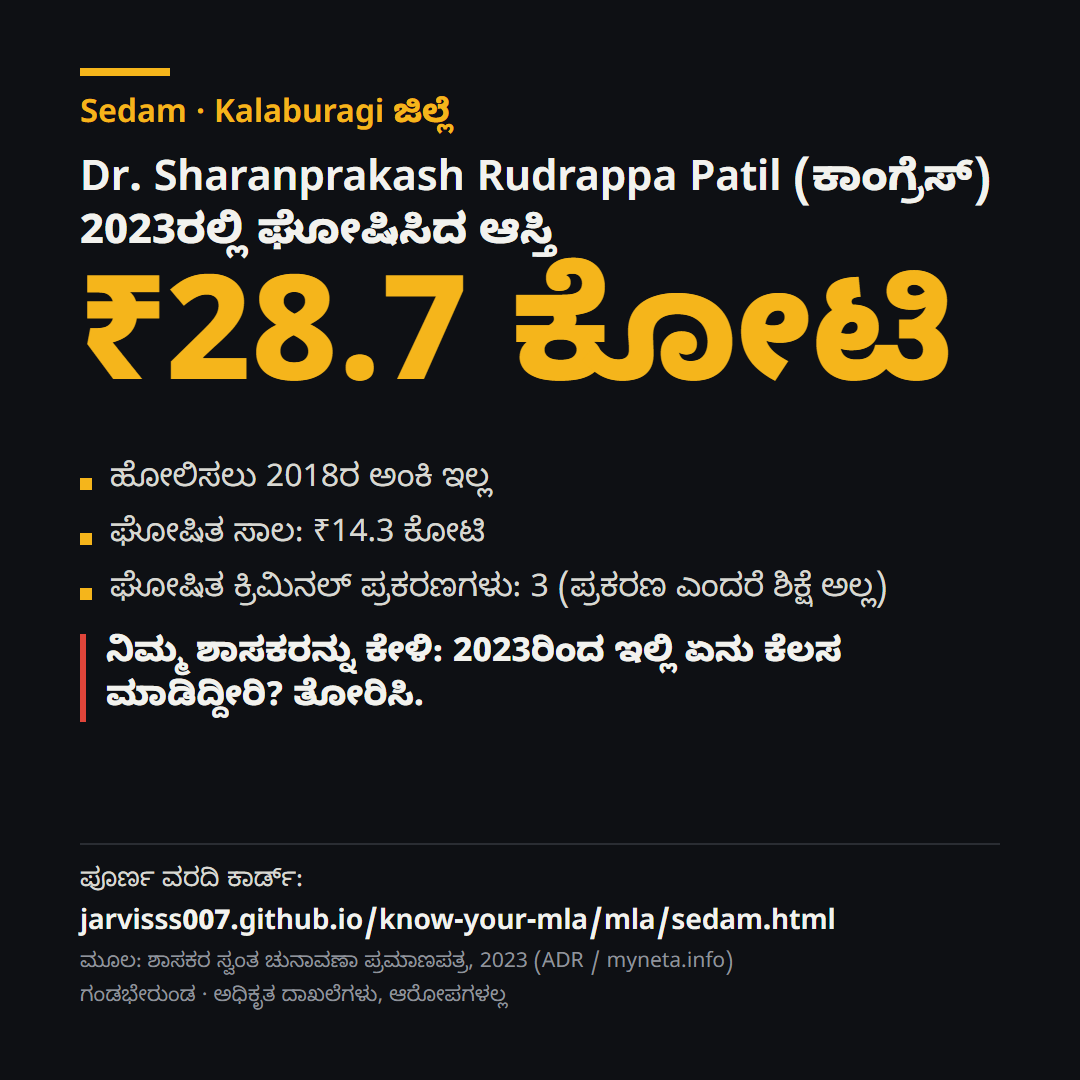 Sedam · Kalaburagi ಜಿಲ್ಲೆ
Dr. Sharanprakash Rudrappa Patil (ಕಾಂಗ್ರೆಸ್)
2023ರಲ್ಲಿ ಘೋಷಿಸಿದ ಆಸ್ತಿ
₹28.7 ಕೋಟಿ
ಹೋಲಿಸಲು 2018ರ ಅಂಕಿ ಇಲ್ಲ
ಘೋಷಿತ ಸಾಲ: ₹14.3 ಕೋಟಿ
ಘೋಷಿತ ಕ್ರಿಮಿನಲ್ ಪ್ರಕರಣಗಳು: 3 (ಪ್ರಕರಣ ಎಂದರೆ ಶಿಕ್ಷೆ ಅಲ್ಲ)
ನಿಮ್ಮ ಶಾಸಕರನ್ನು ಕೇಳಿ: 2023ರಿಂದ ಇಲ್ಲಿ ಏನು ಕೆಲಸ
ಮಾಡಿದ್ದೀರಿ? ತೋರಿಸಿ.
ಪೂರ್ಣ ವರದಿ ಕಾರ್ಡ್:
jarvisss007.github.io/know-your-mla/mla/sedam.html
ಮೂಲ: ಶಾಸಕರ ಸ್ವಂತ ಚುನಾವಣಾ ಪ್ರಮಾಣಪತ್ರ, 2023 (ADR / myneta.info)
ಗಂಡಭೇರುಂಡ · ಅಧಿಕೃತ ದಾಖಲೆಗಳು, ಆರೋಪಗಳಲ್ಲ